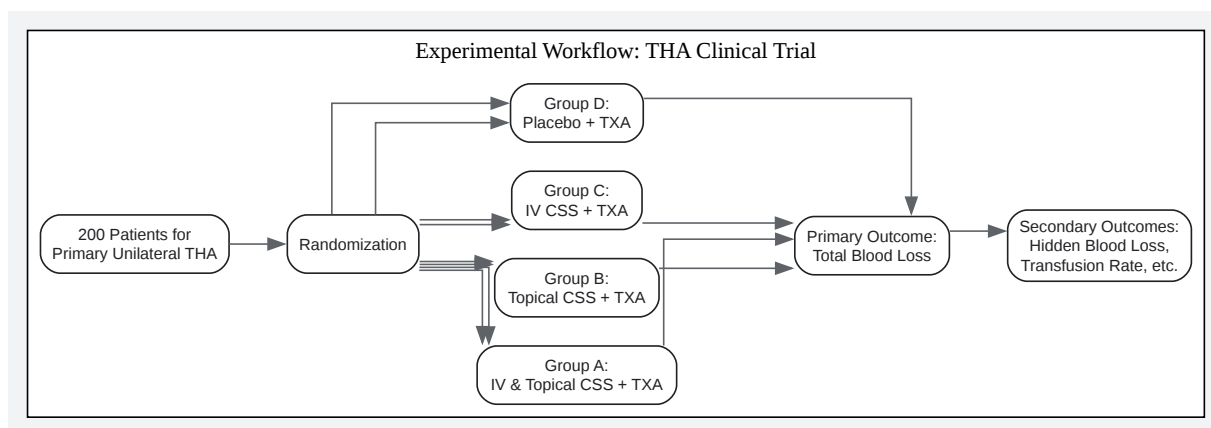 Experimental Workflow: THA Clinical Trial
200 Patients for
Primary Unilateral THA
Randomization
Group D:
Placebo + TXA
Group C:
IV CSS + TXA
Group B:
Topical CSS + TXA
Group A:
IV & Topical CSS + TXA
Primary Outcome:
Total Blood Loss
Secondary Outcomes:
Hidden Blood Loss,
Transfusion Rate, etc.